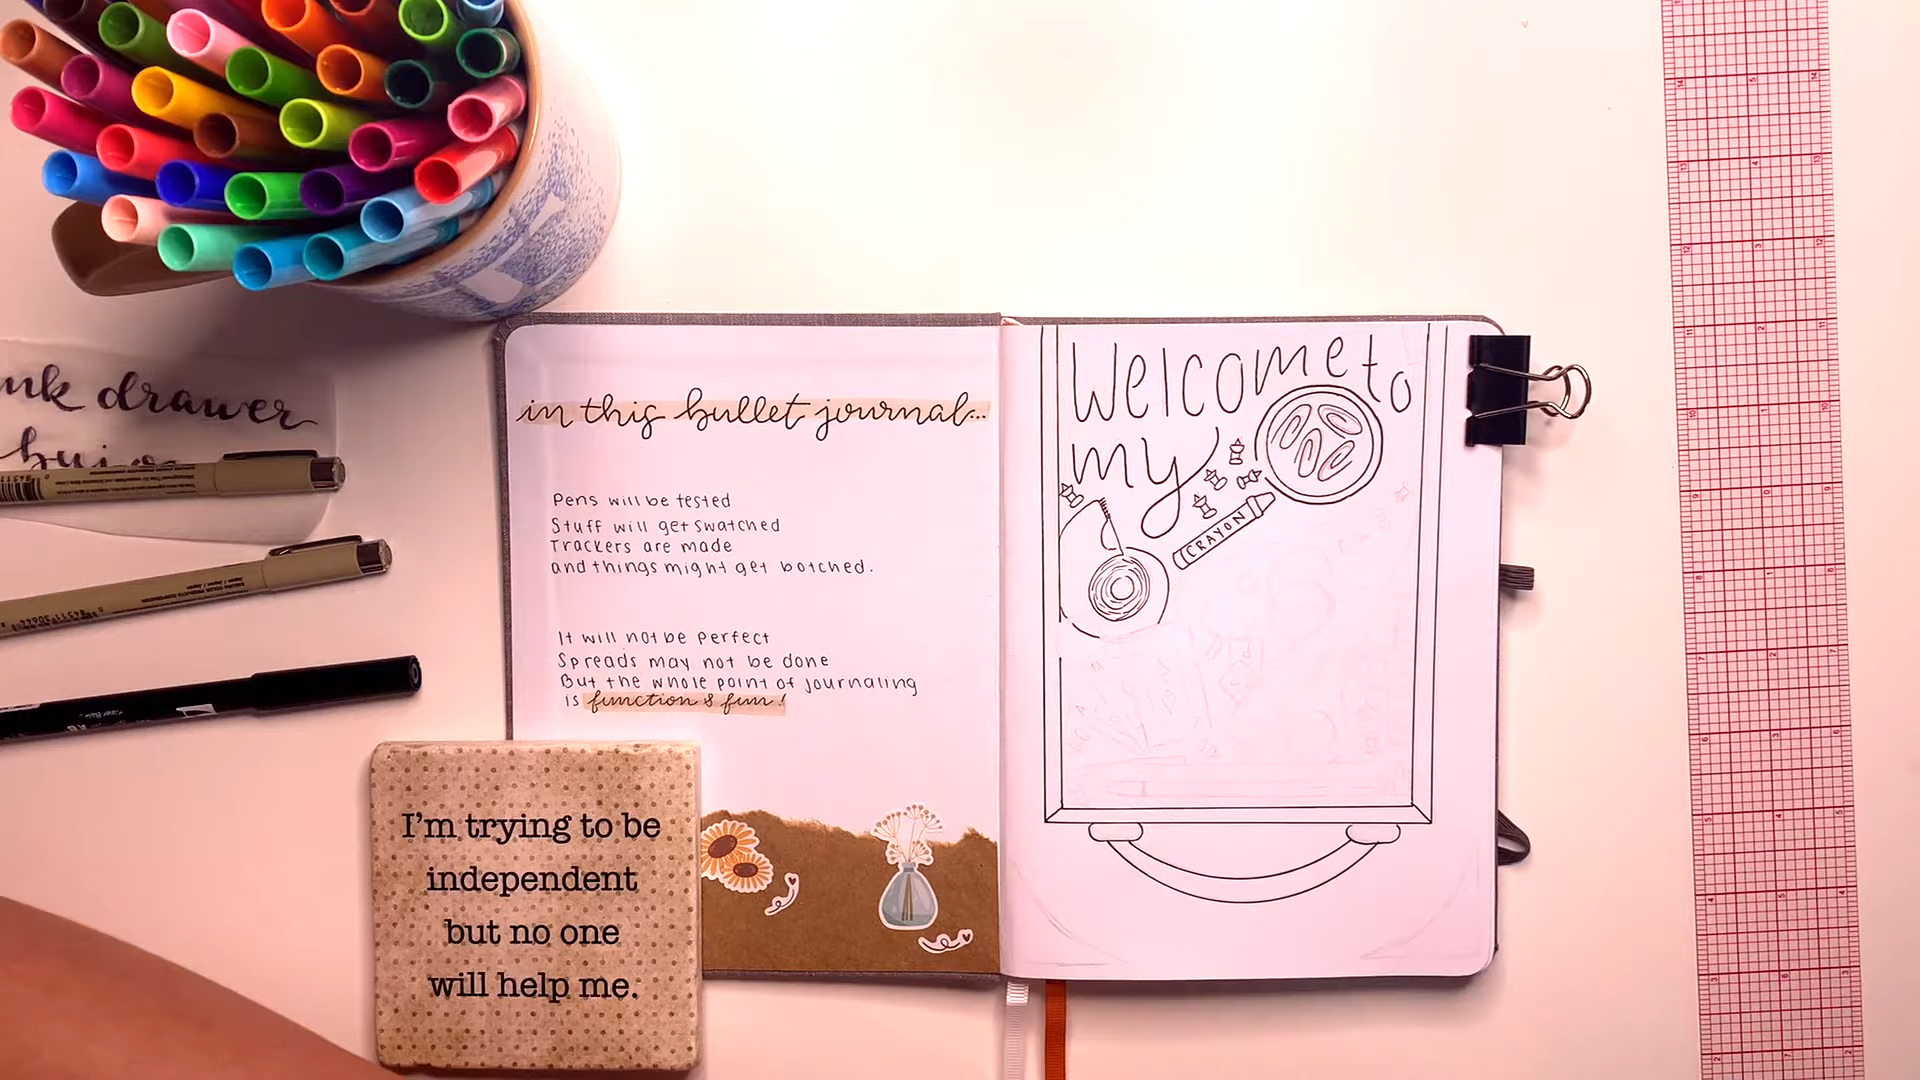 in this bullet journal...
Pens will be tested
Stuff will get swatched
Trackers are made
and things might get botched.
It will not be perfect
Spreads may not be done
But the whole point of journaling
is function & fun!
Welcome to
my
CRAYON
nk drawer
I'm trying to be
independent
but no one
will help me.